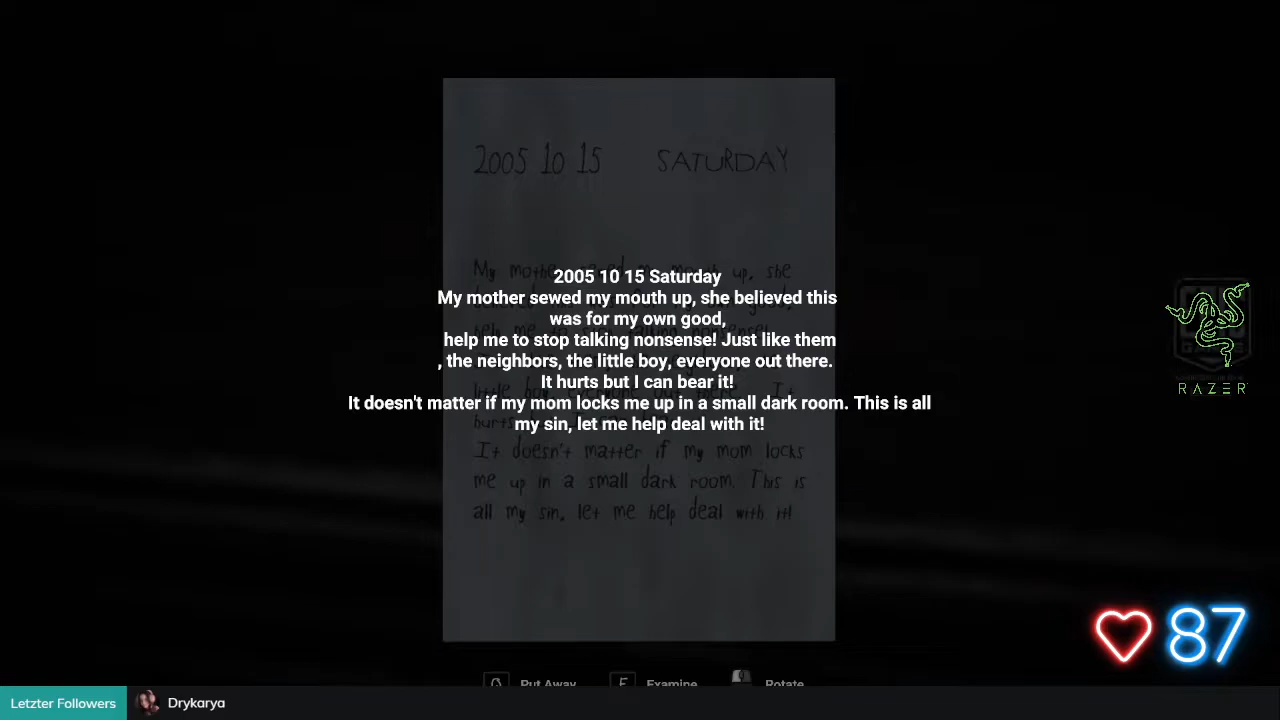 2005 10 15 SATURDAY
2005 10 15 Saturday
My mother sewed my mouth up, she believed this
was for my own good,
help me to stop talking nonsense! Just like them
, the neighbors, the little boy, everyone out there.
It hurts but I can bear it!
It doesn't matter if my mom locks me up in a small dark room. This is all
my sin, let me help deal with it!
It doesn't matter if my mom locks
me up in a small dark room. This is
all my sin, let me help deal with it!
RAZER
87
Put Away Examine Rotate
Letzter Followers Drykarya